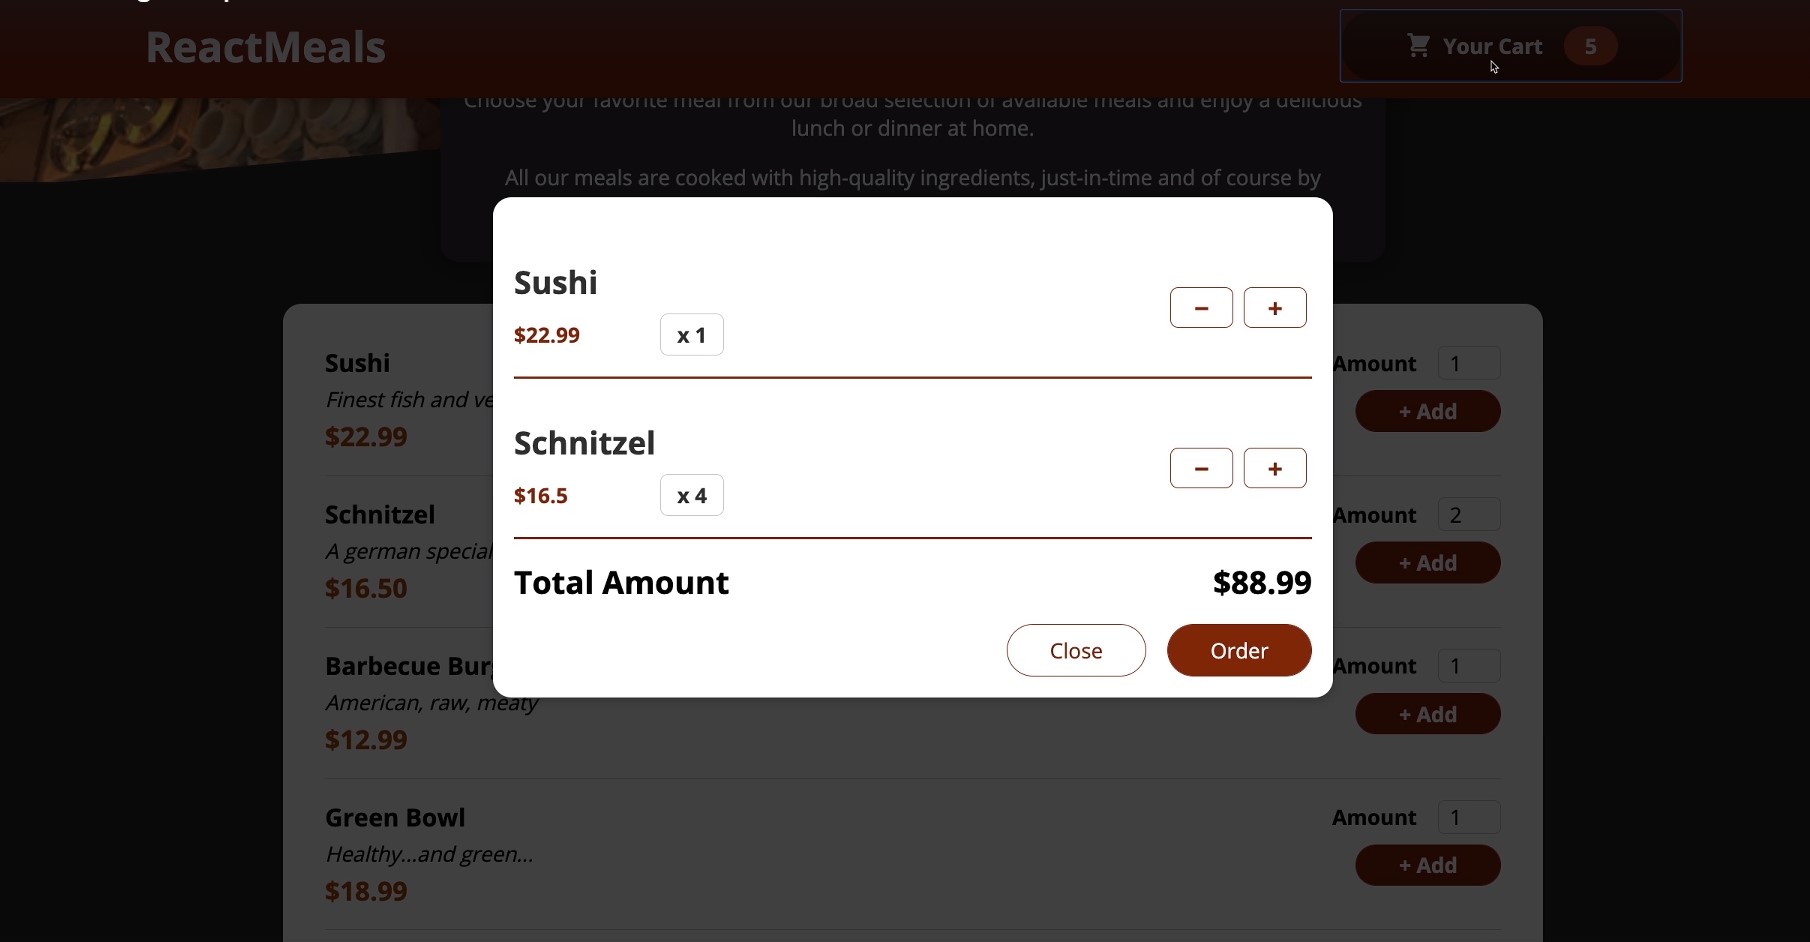 ReactMeals
Your Cart 5
Choose your favorite meal from our broad selection of available meals and enjoy a delicious
lunch or dinner at home.
All our meals are cooked with high-quality ingredients, just-in-time and of course by
Sushi
$22.99 x 1
− +
Schnitzel
$16.5 x 4
− +
Total Amount $88.99
Close Order
Sushi
Finest fish and ve
$22.99
Amount 1
+ Add
Schnitzel
A german special
$16.50
Amount 2
+ Add
Barbecue Bur
American, raw, meaty
$12.99
Amount 1
+ Add
Green Bowl
Healthy...and green...
$18.99
Amount 1
+ Add